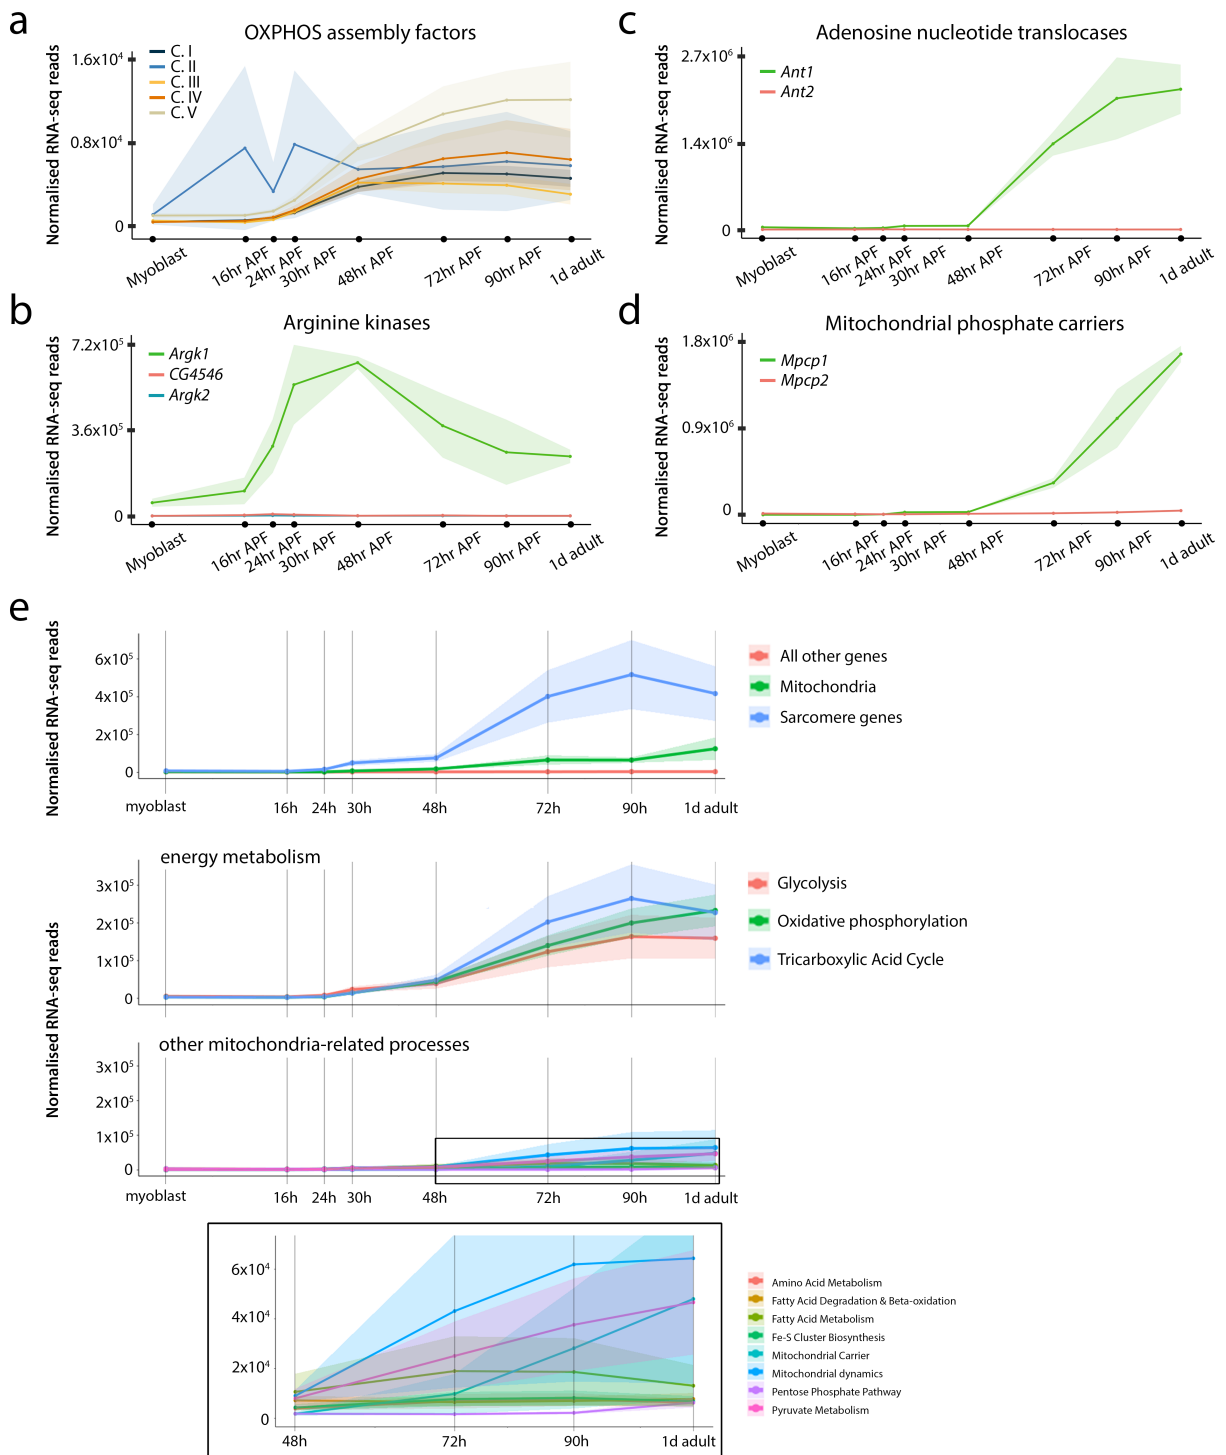 a
OXPHOS assembly factors
Normalised RNA-seq reads
1.6x10⁴
0.8x10⁴
0
C. I
C. II
C. III
C. IV
C. V
Myoblast
16hr APF
24hr APF
30hr APF
48hr APF
72hr APF
90hr APF
1d adult
c
Adenosine nucleotide translocases
Normalised RNA-seq reads
2.7x10⁶
1.4x10⁶
0
Ant1
Ant2
Myoblast
16hr APF
24hr APF
30hr APF
48hr APF
72hr APF
90hr APF
1d adult
b
Arginine kinases
Normalised RNA-seq reads
7.2x10⁵
3.6x10⁵
0
Argk1
CG4546
Argk2
Myoblast
16hr APF
24hr APF
30hr APF
48hr APF
72hr APF
90hr APF
1d adult
d
Mitochondrial phosphate carriers
Normalised RNA-seq reads
1.8x10⁶
0.9x10⁶
0
Mpcp1
Mpcp2
Myoblast
16hr APF
24hr APF
30hr APF
48hr APF
72hr APF
90hr APF
1d adult
e
Normalised RNA-seq reads
6x10⁵
4x10⁵
2x10⁵
0
myoblast
16h
24h
30h
48h
72h
90h
1d adult
All other genes
Mitochondria
Sarcomere genes
energy metabolism
Normalised RNA-seq reads
3x10⁵
2x10⁵
1x10⁵
0
Glycolysis
Oxidative phosphorylation
Tricarboxylic Acid Cycle
other mitochondria-related processes
3x10⁵
2x10⁵
1x10⁵
0
myoblast
16h
24h
30h
48h
72h
90h
1d adult
6x10⁴
4x10⁴
2x10⁴
0
48h
72h
90h
1d adult
Amino Acid Metabolism
Fatty Acid Degradation & Beta-oxidation
Fatty Acid Metabolism
Fe-S Cluster Biosynthesis
Mitochondrial Carrier
Mitochondrial dynamics
Pentose Phosphate Pathway
Pyruvate Metabolism